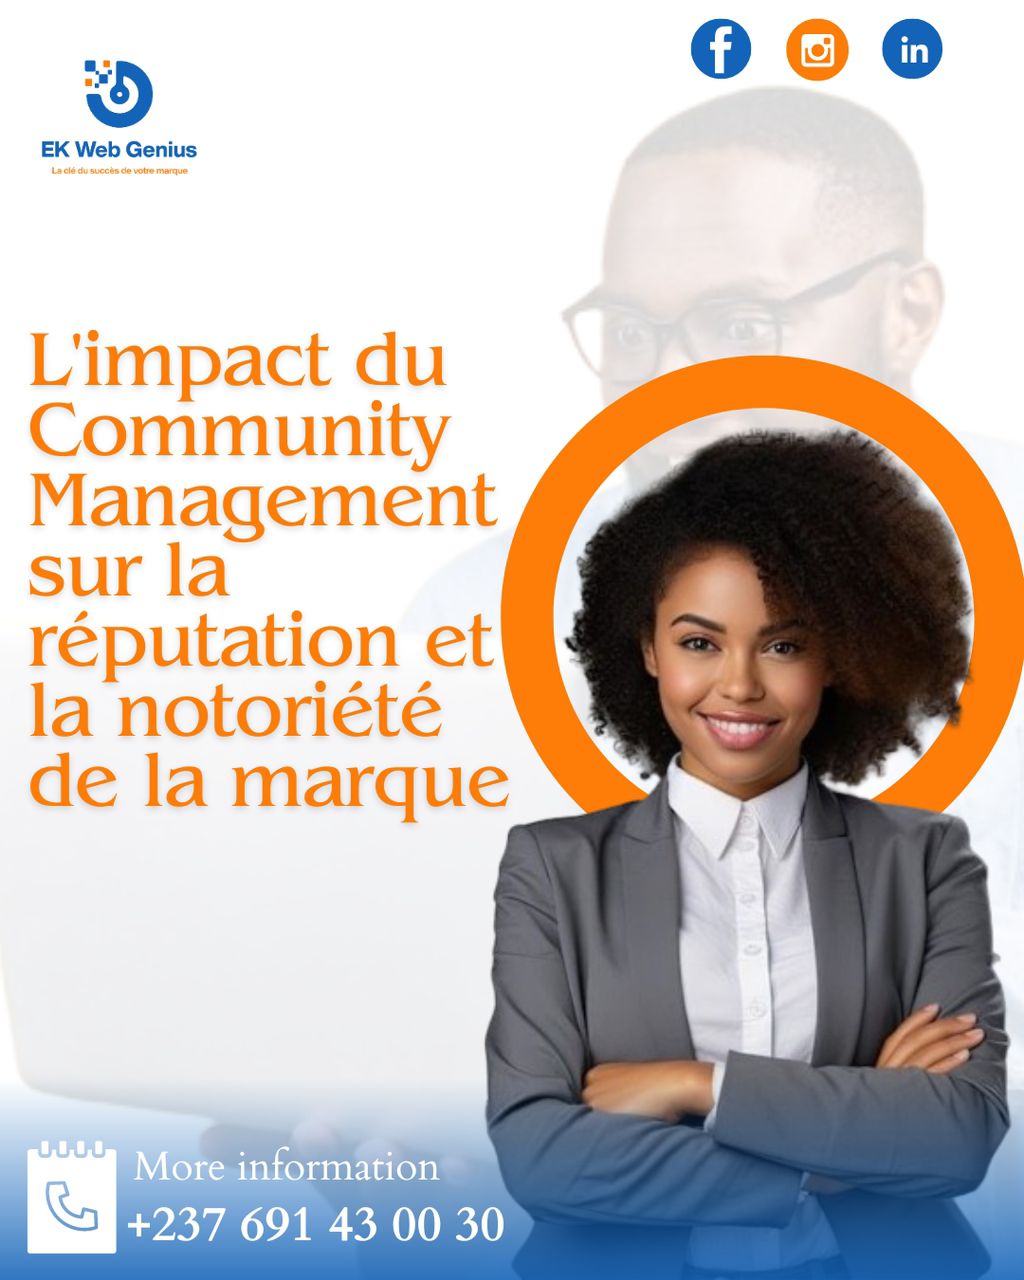 EK Web Genius
La clé du succès de votre marque
L'impact du
Community
Management
sur la
réputation et
la notoriété
de la marque
More information
+237 691 43 00 30